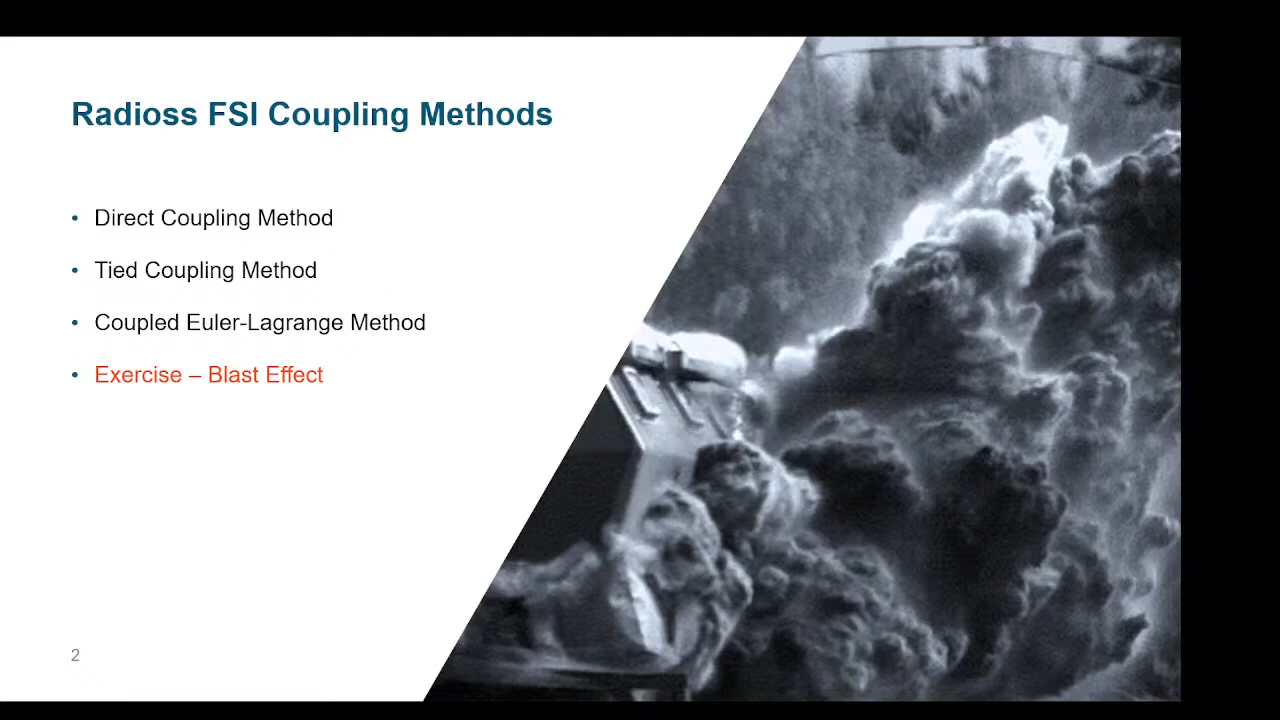 Radioss FSI Coupling Methods
• Direct Coupling Method
• Tied Coupling Method
• Coupled Euler-Lagrange Method
• Exercise – Blast Effect
2